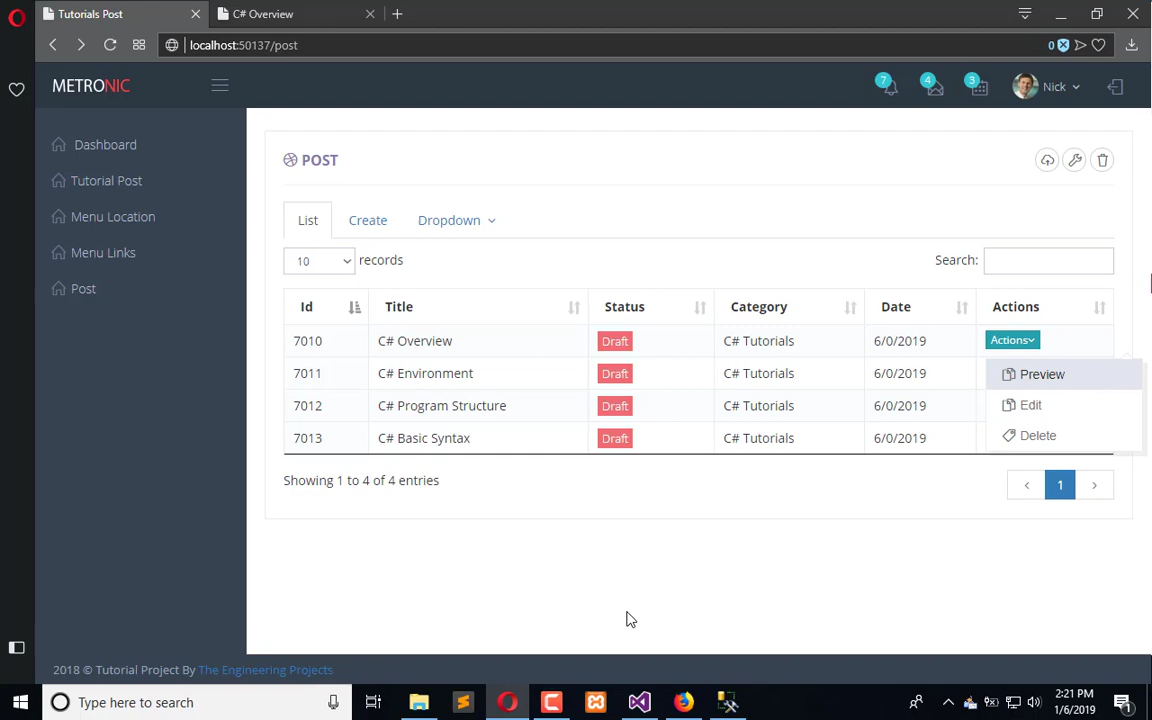 Tutorials Post
C# Overview
localhost:50137/post
0
METRONIC
7
4
3
Nick
Dashboard
Tutorial Post
Menu Location
Menu Links
Post
POST
List Create Dropdown
10 records Search:
Id Title Status Category Date Actions
7010 C# Overview Draft C# Tutorials 6/0/2019 Actions
7011 C# Environment Draft C# Tutorials 6/0/2019
7012 C# Program Structure Draft C# Tutorials 6/0/2019
7013 C# Basic Syntax Draft C# Tutorials 6/0/2019
Preview
Edit
Delete
Showing 1 to 4 of 4 entries
1
2018 © Tutorial Project By The Engineering Projects
Type here to search
2:21 PM
1/6/2019
1